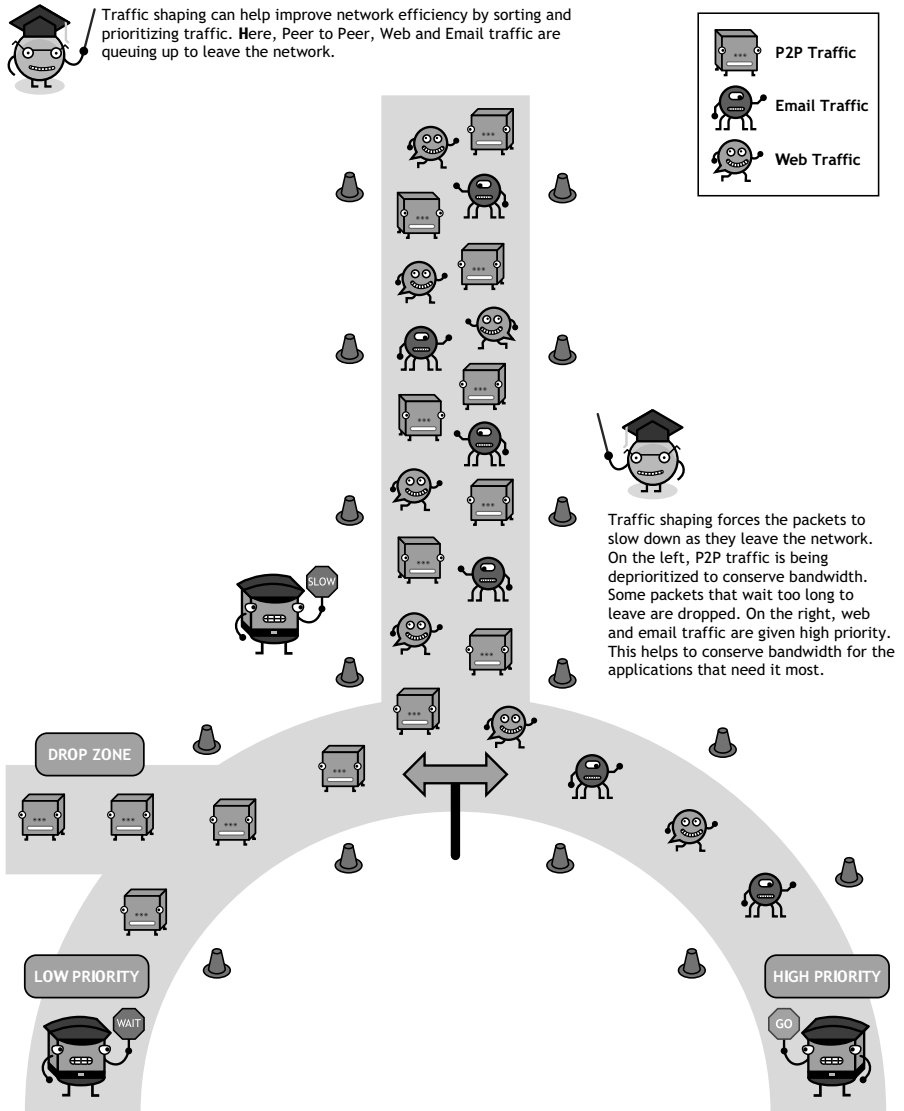 Traffic shaping can help improve network efficiency by sorting and
prioritizing traffic. Here, Peer to Peer, Web and Email traffic are
queuing up to leave the network.
P2P Traffic
Email Traffic
Web Traffic
Traffic shaping forces the packets to
slow down as they leave the network.
On the left, P2P traffic is being
deprioritized to conserve bandwidth.
Some packets that wait too long to
leave are dropped. On the right, web
and email traffic are given high priority.
This helps to conserve bandwidth for the
applications that need it most.
SLOW
DROP ZONE
LOW PRIORITY
HIGH PRIORITY
WAIT
GO